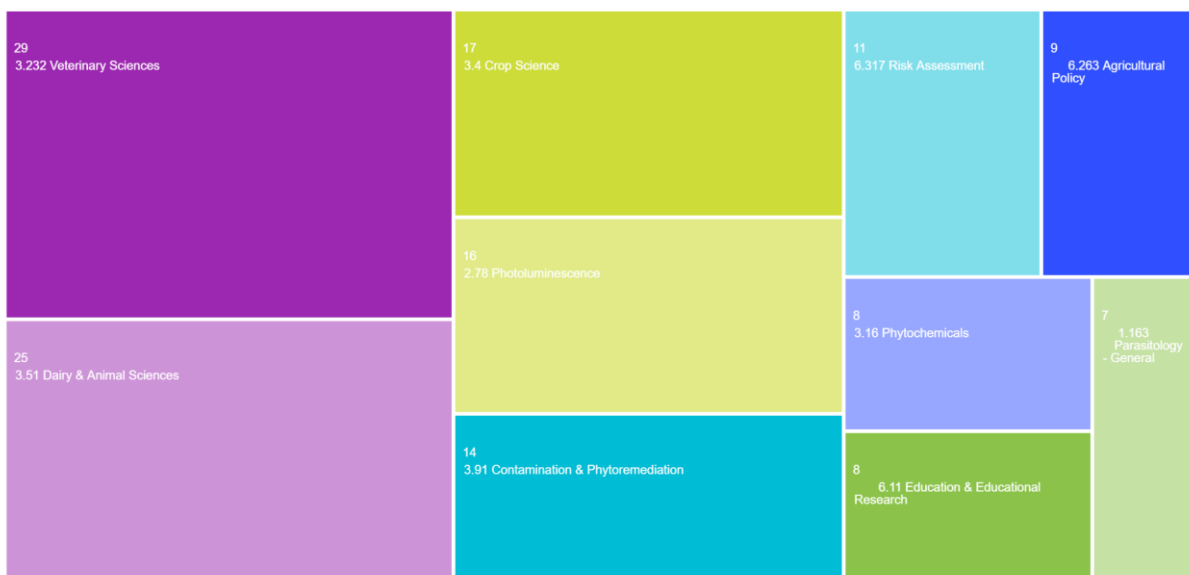 29
3.232 Veterinary Sciences
25
3.51 Dairy & Animal Sciences
17
3.4 Crop Science
16
2.78 Photoluminescence
14
3.91 Contamination & Phytoremediation
11
6.317 Risk Assessment
9
6.263 Agricultural
Policy
8
3.16 Phytochemicals
8
6.11 Education & Educational
Research
7
1.163
Parasitology
- General